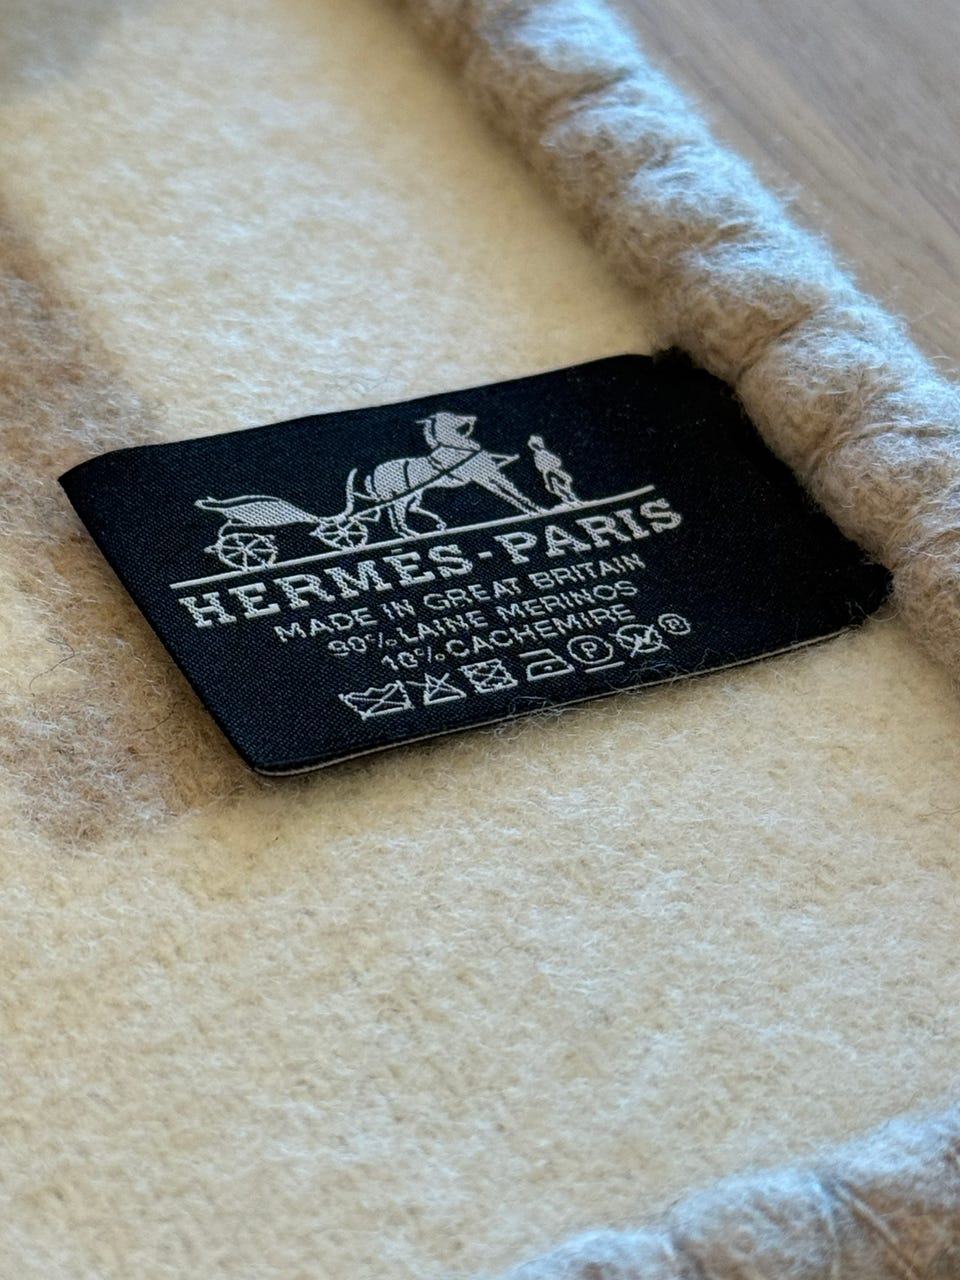 HERMÈS-PARIS
MADE IN GREAT BRITAIN
90% LAINE MERINOS
10% CACHEMIRE
P ®